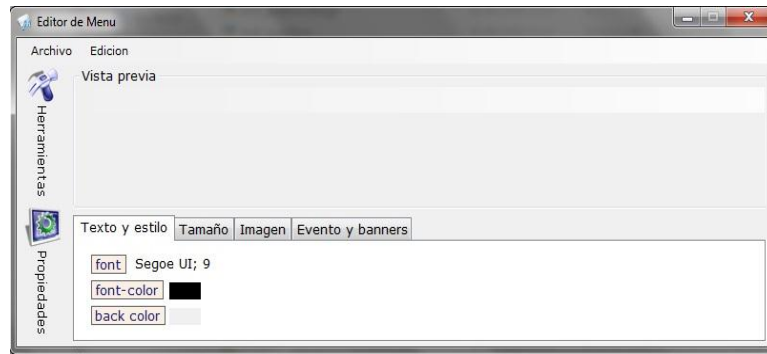 Editor de Menu
Archivo Edicion
Herramientas
Vista previa
Propiedades
Texto y estilo Tamaño Imagen Evento y banners
font Segoe UI; 9
font-color
back color